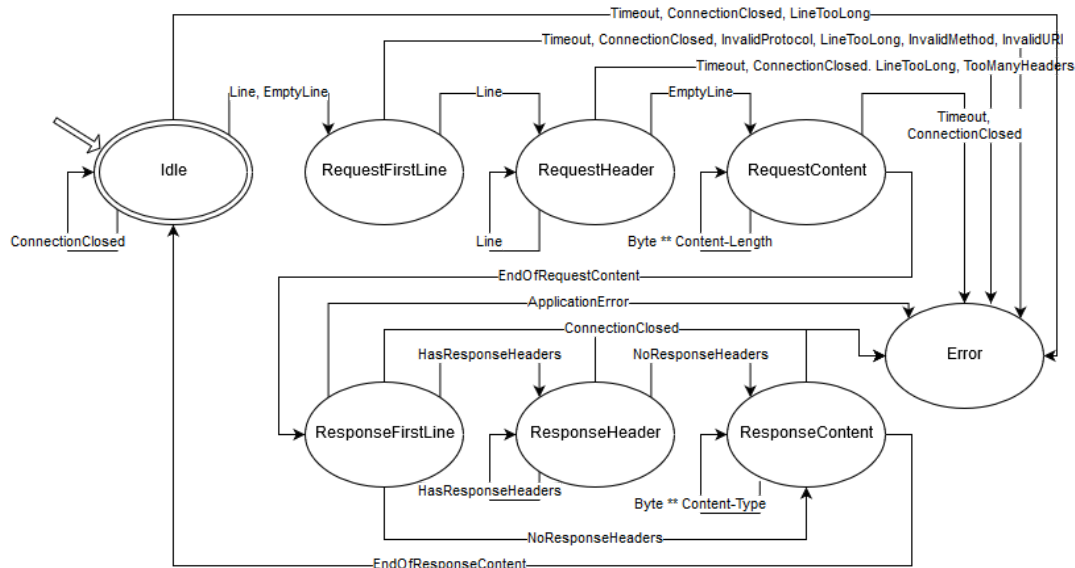 Timeout, ConnectionClosed, LineTooLong
Timeout, ConnectionClosed, InvalidProtocol, LineTooLong, InvalidMethod, InvalidURI
Timeout, ConnectionClosed. LineTooLong, TooManyHeaders
Line, EmptyLine
Line
EmptyLine
Timeout,
ConnectionClosed
Idle
RequestFirstLine
RequestHeader
RequestContent
ConnectionClosed
Line
Byte ** Content-Length
EndOfRequestContent
ApplicationError
ConnectionClosed
HasResponseHeaders
NoResponseHeaders
Error
ResponseFirstLine
ResponseHeader
ResponseContent
HasResponseHeaders
Byte ** Content-Type
NoResponseHeaders
EndOfResponseContent